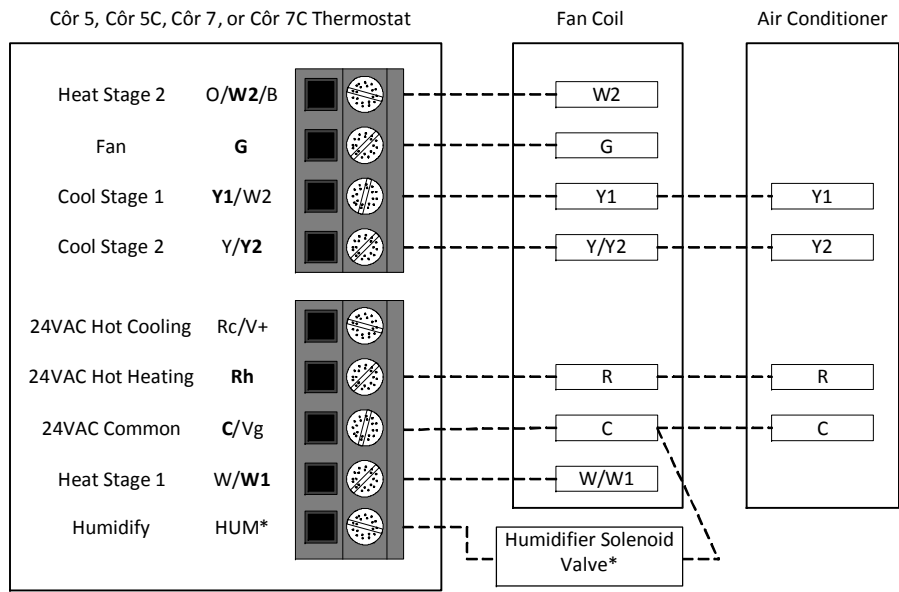 Côr 5, Côr 5C, Côr 7, or Côr 7C Thermostat Fan Coil Air Conditioner
Heat Stage 2 O/W2/B W2
Fan G G
Cool Stage 1 Y1/W2 Y1 Y1
Cool Stage 2 Y/Y2 Y/Y2 Y2
24VAC Hot Cooling Rc/V+
24VAC Hot Heating Rh R R
24VAC Common C/Vg C C
Heat Stage 1 W/W1 W/W1
Humidify HUM*
Humidifier Solenoid
Valve*